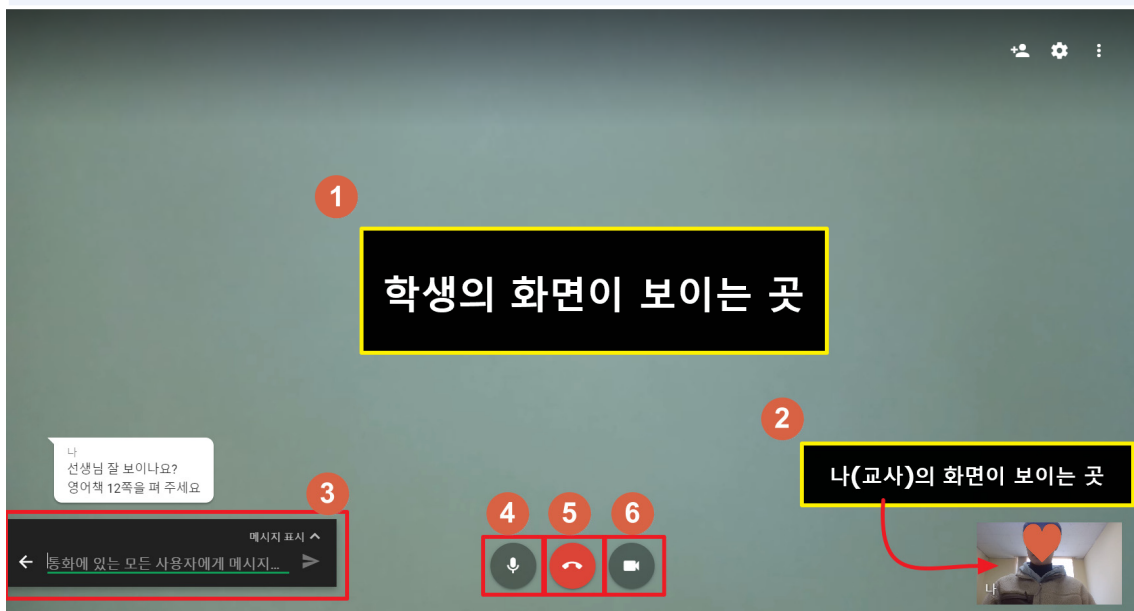 1
학생의 화면이 보이는 곳
2
나(교사)의 화면이 보이는 곳
나
선생님 잘 보이나요?
영어책 12쪽을 펴 주세요
3
메시지 표시
통화에 있는 모든 사용자에게 메시지...
4 5 6
나